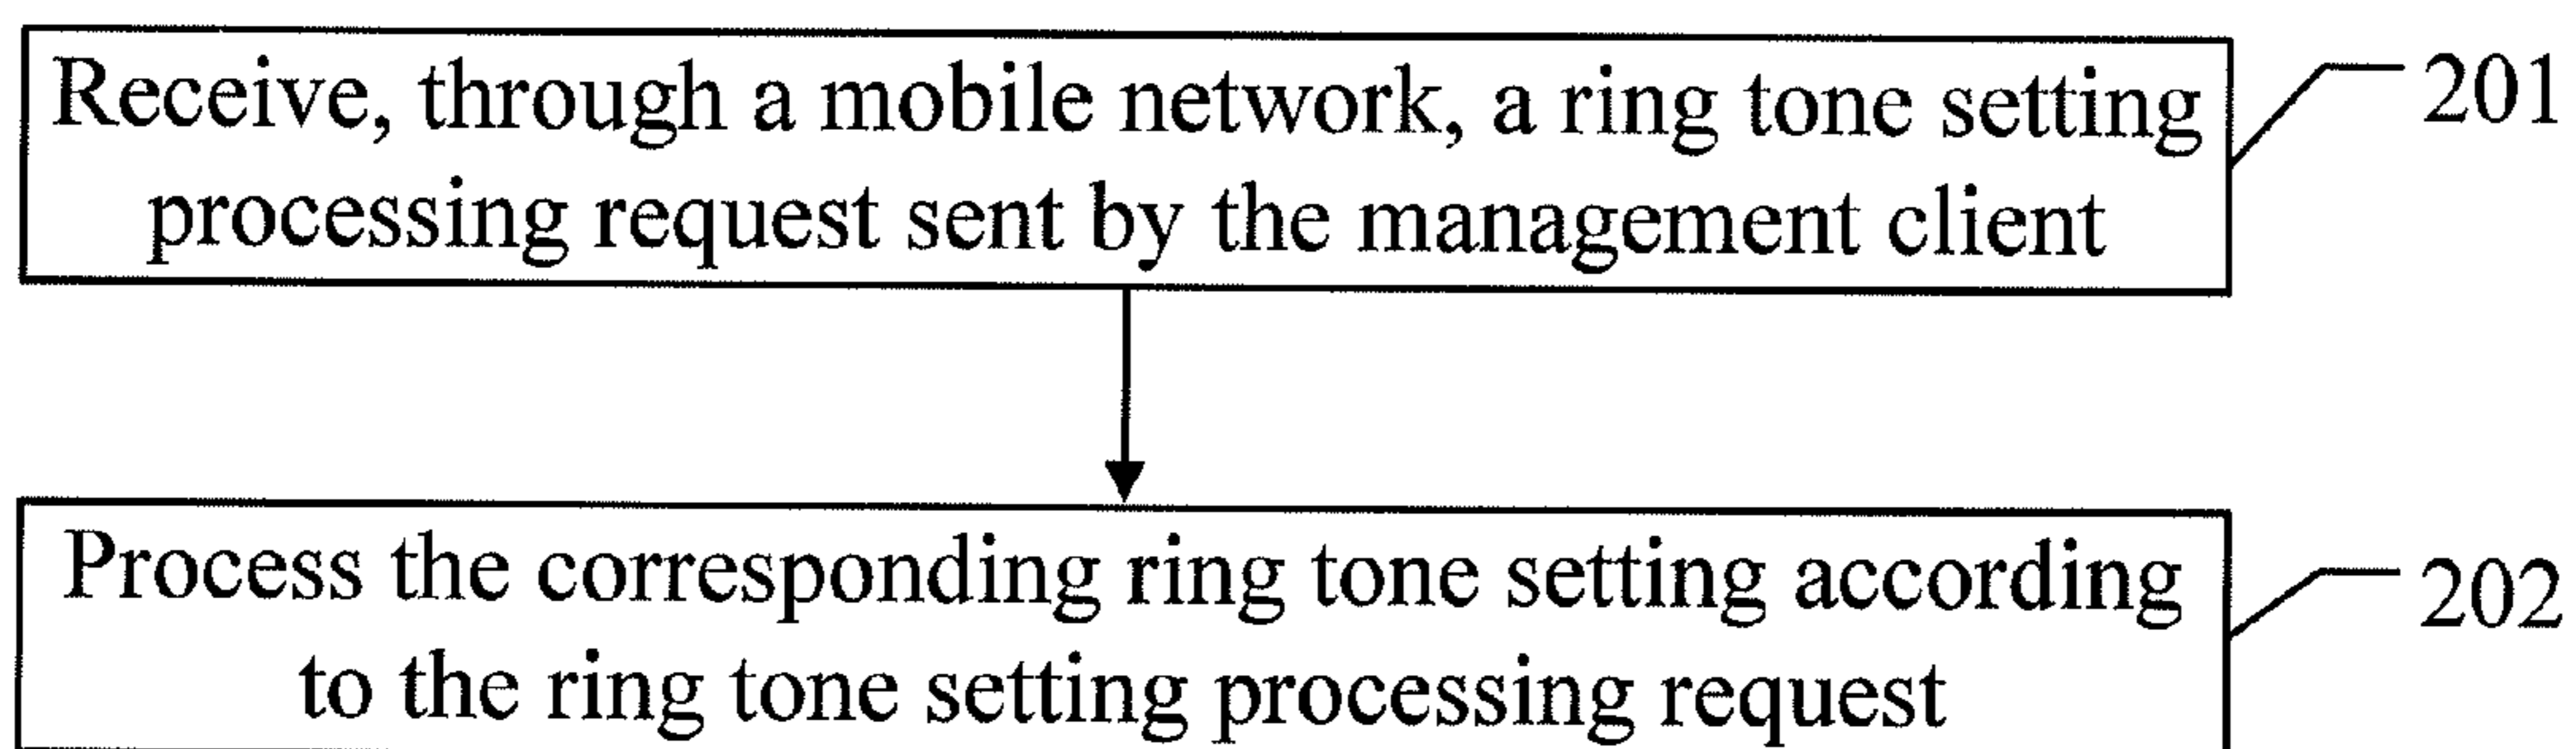 Receive, through a mobile network, a ring tone setting
processing request sent by the management client
201
Process the corresponding ring tone setting according
to the ring tone setting processing request
202